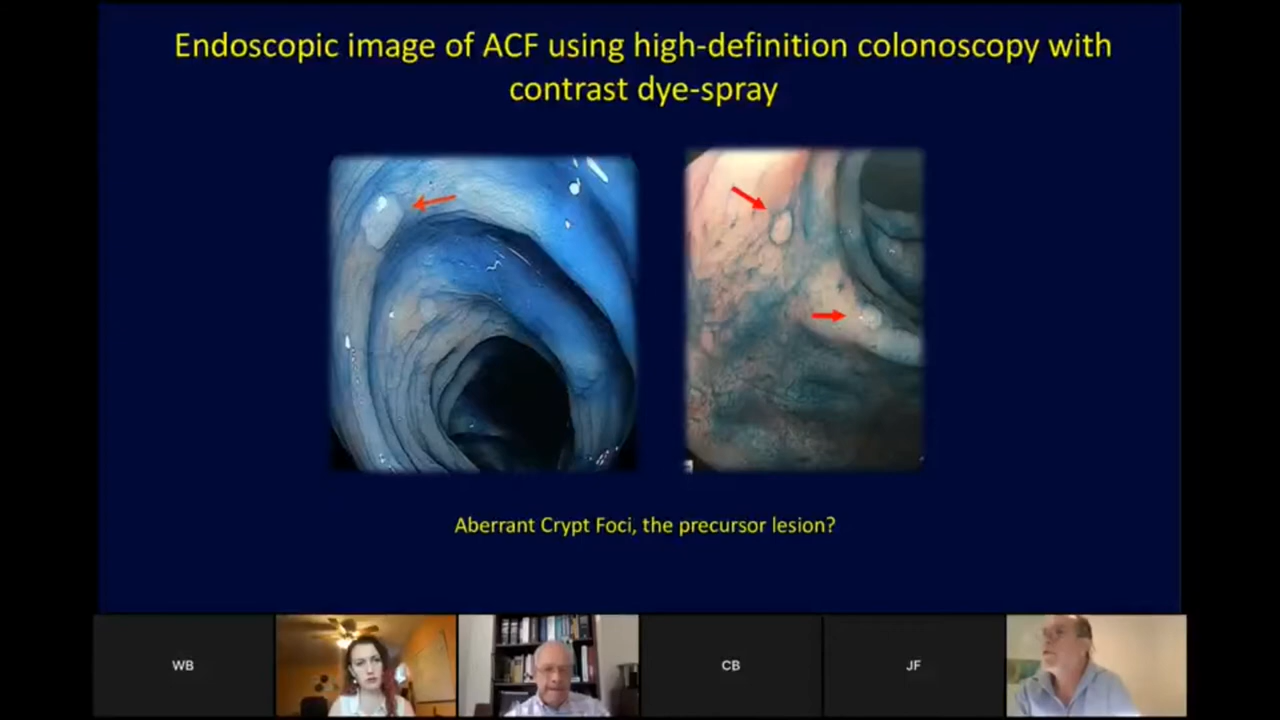 Endoscopic image of ACF using high-definition colonoscopy with
contrast dye-spray
Aberrant Crypt Foci, the precursor lesion?
WB
CB
JF